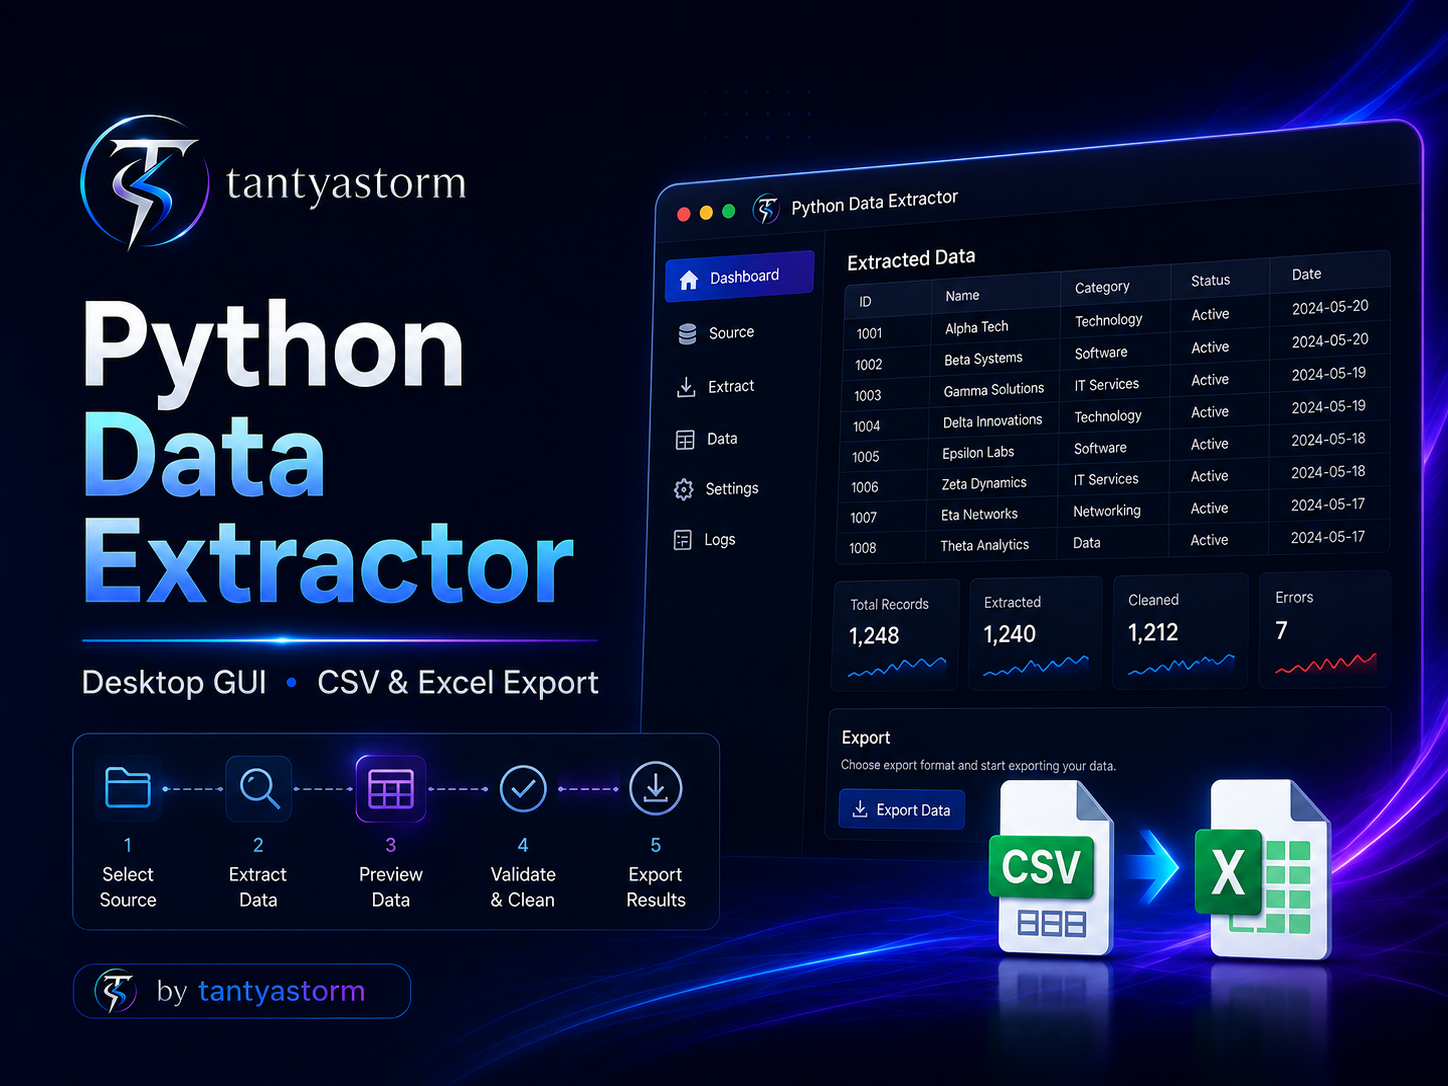 tantyastorm
Python
Data
Extractor
Desktop GUI • CSV & Excel Export
1
Select
Source
2
Extract
Data
3
Preview
Data
4
Validate
& Clean
5
Export
Results
by tantyastorm
Python Data Extractor
Dashboard
Source
Extract
Data
Settings
Logs
Extracted Data
ID Name Category Status Date
1001 Alpha Tech Technology Active 2024-05-20
1002 Beta Systems Software Active 2024-05-20
1003 Gamma Solutions IT Services Active 2024-05-19
1004 Delta Innovations Technology Active 2024-05-19
1005 Epsilon Labs Software Active 2024-05-18
1006 Zeta Dynamics IT Services Active 2024-05-18
1007 Eta Networks Networking Active 2024-05-17
1008 Theta Analytics Data Active 2024-05-17
Total Records
1,248
Extracted
1,240
Cleaned
1,212
Errors
7
Export
Choose export format and start exporting your data.
Export Data
CSV
X